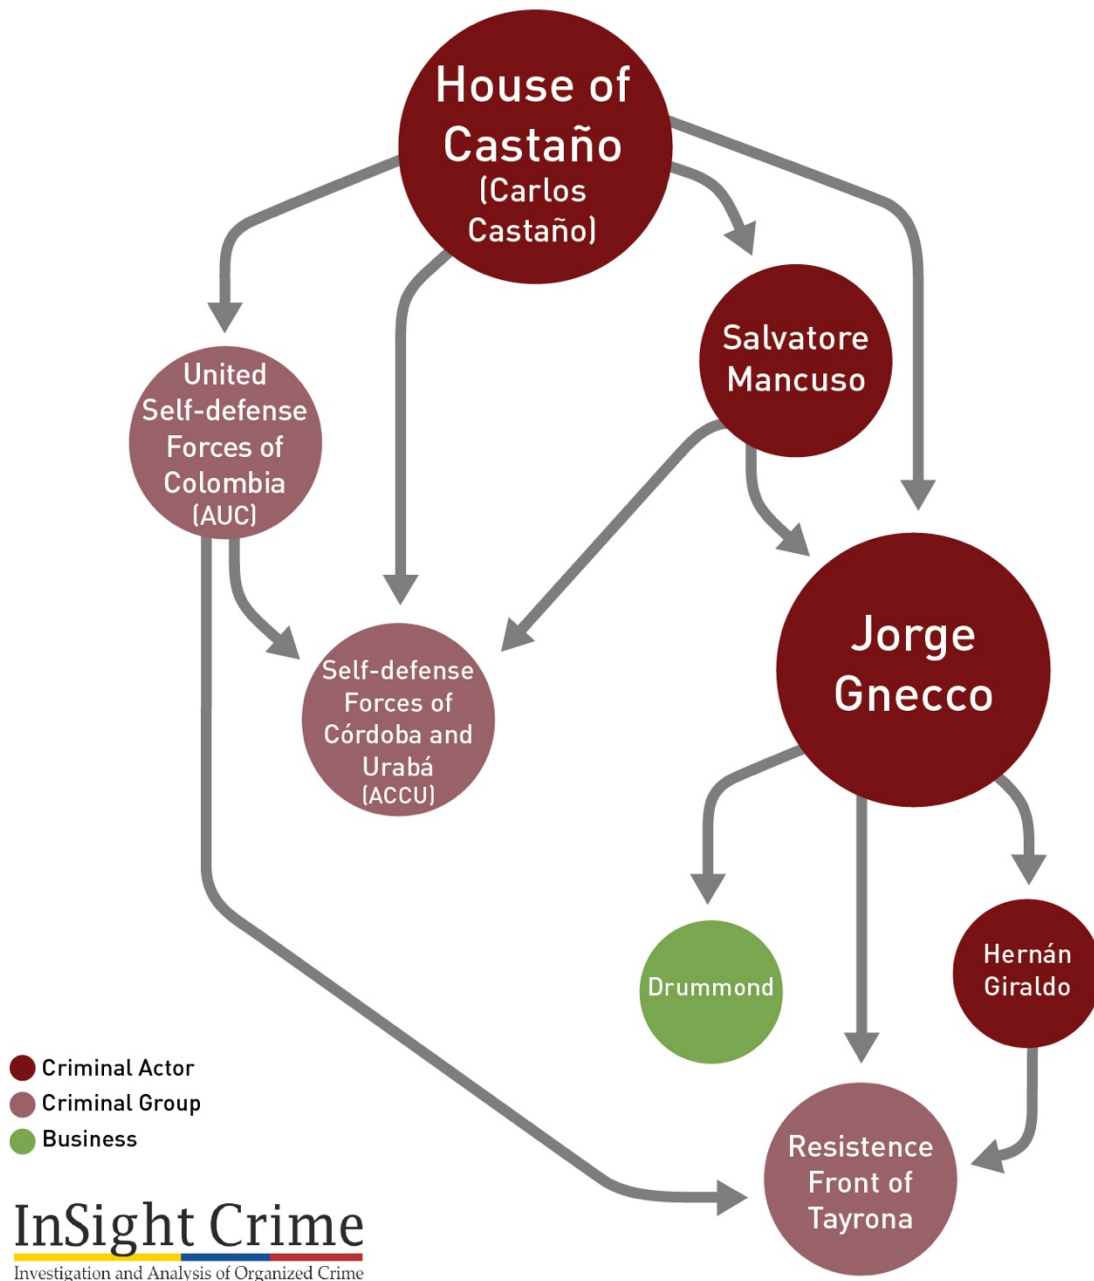 House of
Castaño
(Carlos
Castaño)
Salvatore
Mancuso
United
Self-defense
Forces of
Colombia
(AUC)
Jorge
Gnecco
Self-defense
Forces of
Córdoba and
Urabá
(ACCU)
Drummond
Hernán
Giraldo
Resistence
Front of
Tayrona
Criminal Actor
Criminal Group
Business
InSight Crime
Investigation and Analysis of Organized Crime